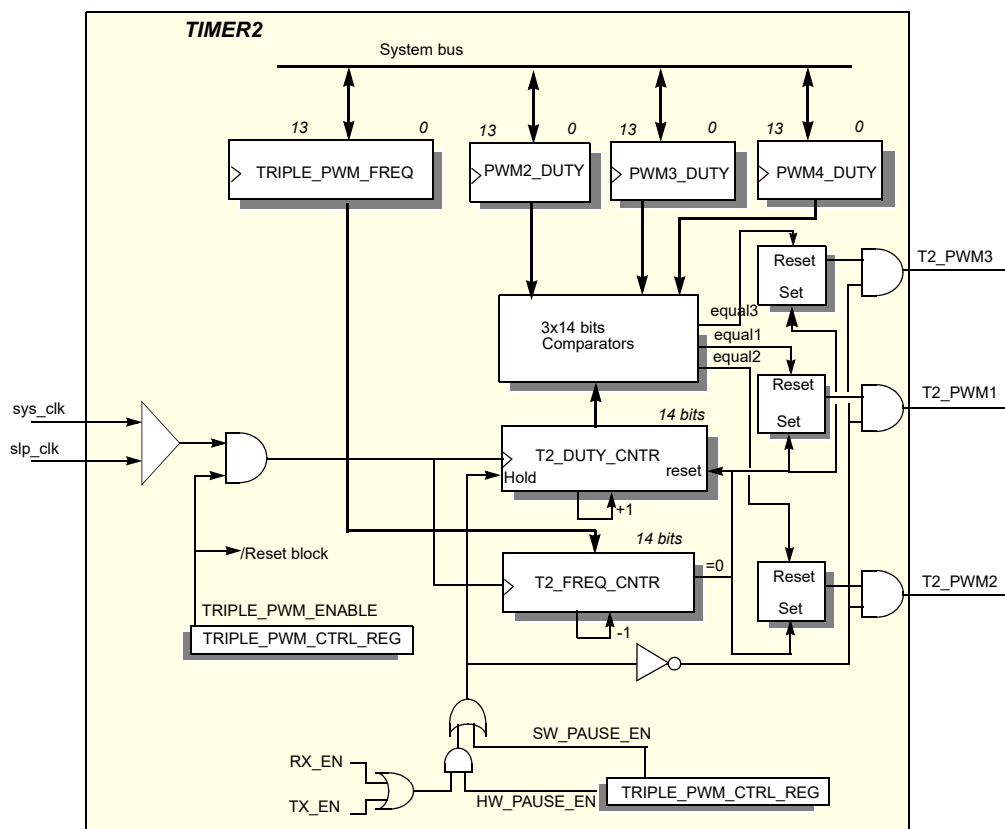 TIMER2
System bus
13 0
13 0
13 0
13 0
TRIPLE_PWM_FREQ
PWM2_DUTY
PWM3_DUTY
PWM4_DUTY
Reset
Set
T2_PWM3
3x14 bits
Comparators
equal3
equal1
equal2
Reset
Set
T2_PWM1
sys_clk
slp_clk
14 bits
T2_DUTY_CNTR
Hold
reset
+1
14 bits
T2_FREQ_CNTR
=0
-1
Reset
Set
T2_PWM2
/Reset block
TRIPLE_PWM_ENABLE
TRIPLE_PWM_CTRL_REG
SW_PAUSE_EN
RX_EN
TX_EN
HW_PAUSE_EN
TRIPLE_PWM_CTRL_REG